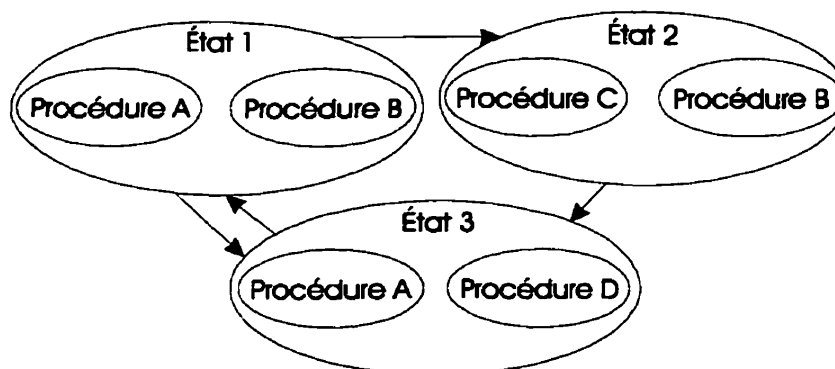 État 1
Procédure A
Procédure B
État 2
Procédure C
Procédure B
État 3
Procédure A
Procédure D